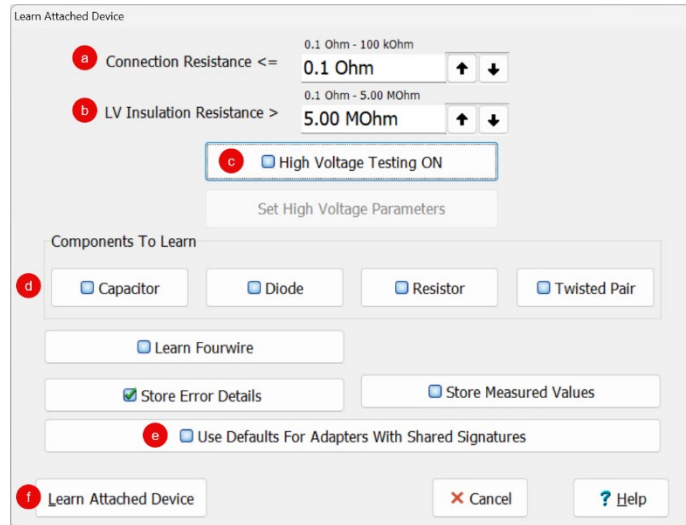 Learn Attached Device
0.1 Ohm - 100 kOhm
a Connection Resistance <= 0.1 Ohm
0.1 Ohm - 5.00 MOhm
b LV Insulation Resistance > 5.00 MOhm
c High Voltage Testing ON
Set High Voltage Parameters
Components To Learn
d Capacitor Diode Resistor Twisted Pair
Learn Fourwire
Store Error Details Store Measured Values
e Use Defaults For Adapters With Shared Signatures
f Learn Attached Device Cancel ? Help